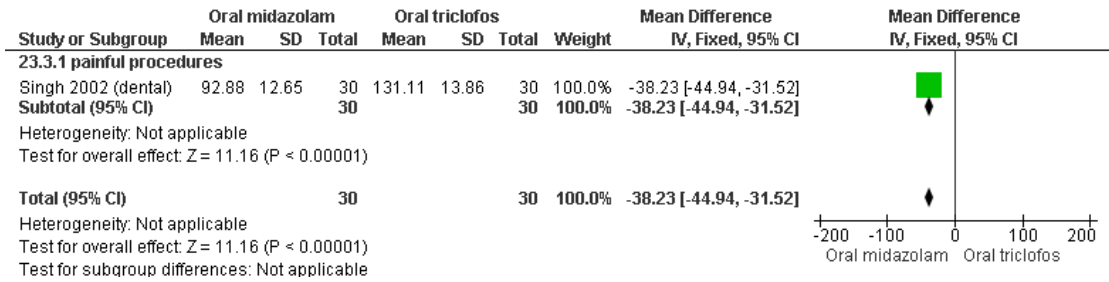 Oral midazolam Oral triclofos Mean Difference Mean Difference
Study or Subgroup Mean SD Total Mean SD Total Weight IV, Fixed, 95% CI IV, Fixed, 95% CI
23.3.1 painful procedures
Singh 2002 (dental) 92.88 12.65 30 131.11 13.86 30 100.0% -38.23 [-44.94, -31.52]
Subtotal (95% CI) 30 30 100.0% -38.23 [-44.94, -31.52]
Heterogeneity: Not applicable
Test for overall effect: Z = 11.16 (P < 0.00001)
Total (95% CI) 30 30 100.0% -38.23 [-44.94, -31.52]
Heterogeneity: Not applicable
Test for overall effect: Z = 11.16 (P < 0.00001)
Test for subgroup differences: Not applicable
-200 -100 0 100 200
Oral midazolam Oral triclofos